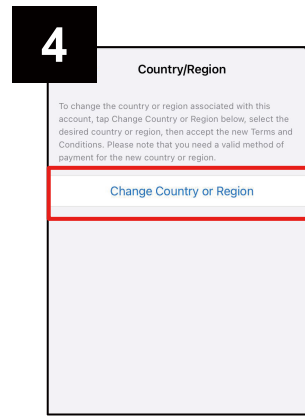 4
Country/Region
To change the country or region associated with this
account, tap Change Country or Region below, select the
desired country or region, then accept the new Terms and
Conditions. Please note that you need a valid method of
payment for the new country or region.
Change Country or Region